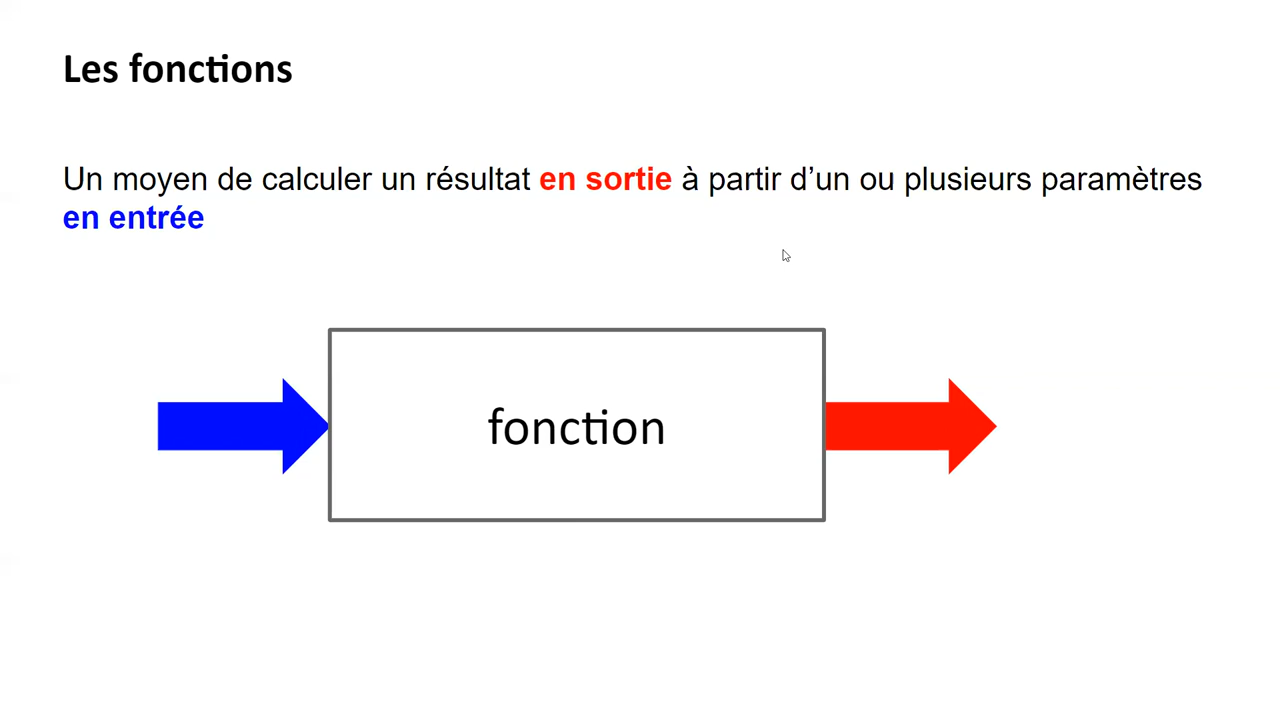 Les fonctions
Un moyen de calculer un résultat en sortie à partir d’un ou plusieurs paramètres
en entrée
fonction